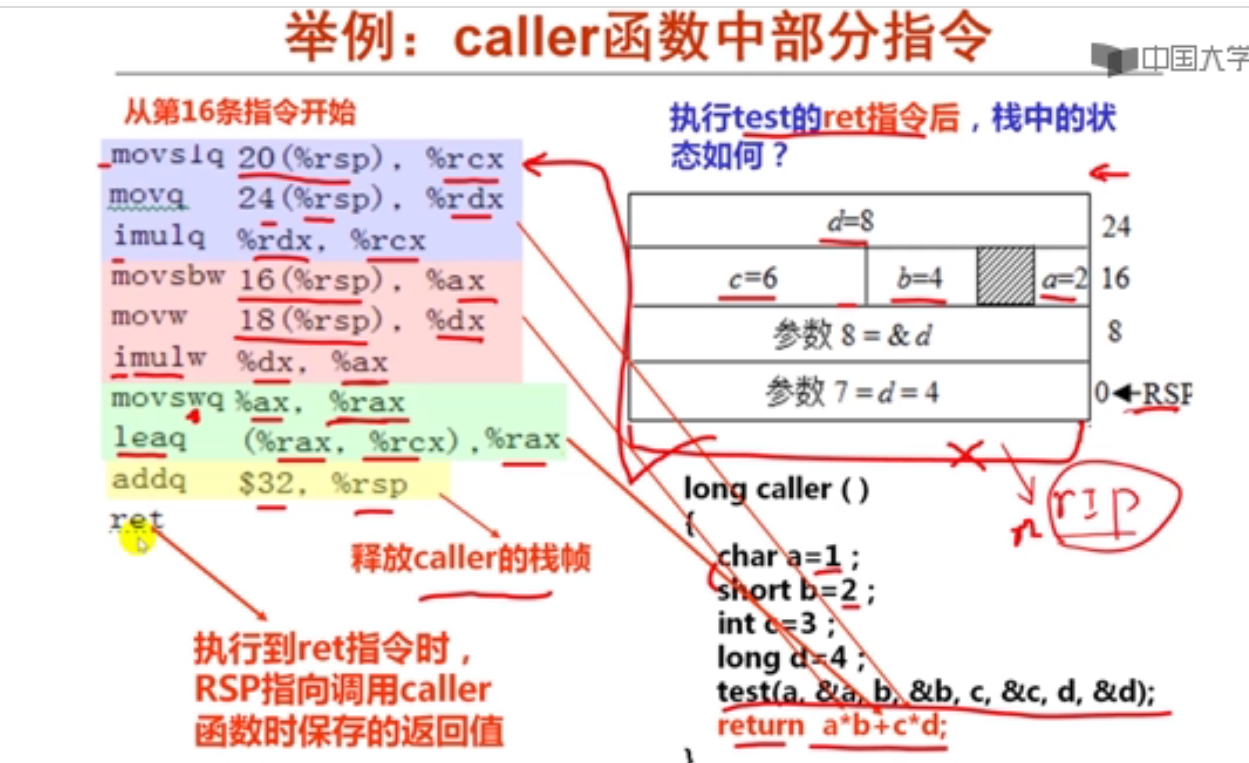 举例：caller函数中部分指令
中国大学
从第16条指令开始
movslq 20(%rsp), %rcx
movq 24(%rsp), %rdx
imulq %rdx, %rcx
movsbw 16(%rsp), %ax
movw 18(%rsp), %dx
imulw %dx, %ax
movswq %ax, %rax
leaq (%rax, %rcx),%rax
addq $32, %rsp
ret
释放caller的栈帧
执行到ret指令时，
RSP指向调用caller
函数时保存的返回值
执行test的ret指令后，栈中的状
态如何？
d=8 24
c=6 b=4 a=2 16
参数 8 = & d 8
参数 7 = d = 4 0 RSP
rip
long caller ( )
{
char a=1 ;
short b=2 ;
int c=3 ;
long d=4 ;
test(a, &a, b, &b, c, &c, d, &d);
return a*b+c*d;
}